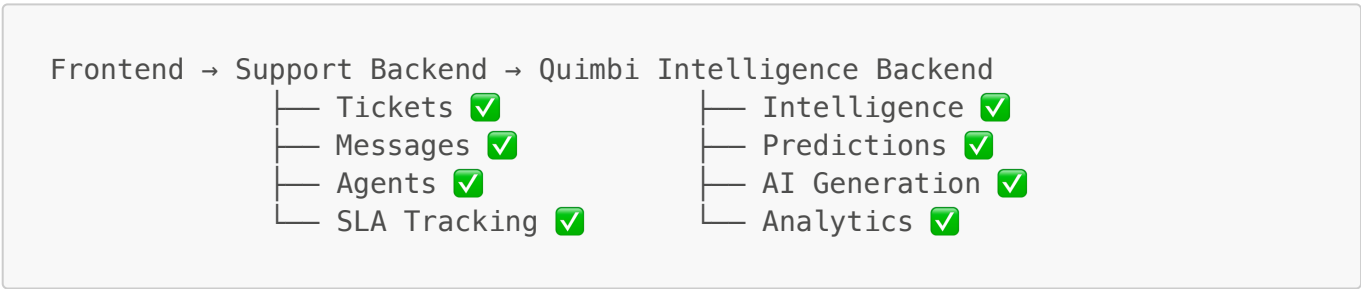 Frontend → Support Backend → Quimbi Intelligence Backend
├── Tickets ✅ ├── Intelligence ✅
├── Messages ✅ ├── Predictions ✅
├── Agents ✅ ├── AI Generation ✅
└── SLA Tracking ✅ └── Analytics ✅